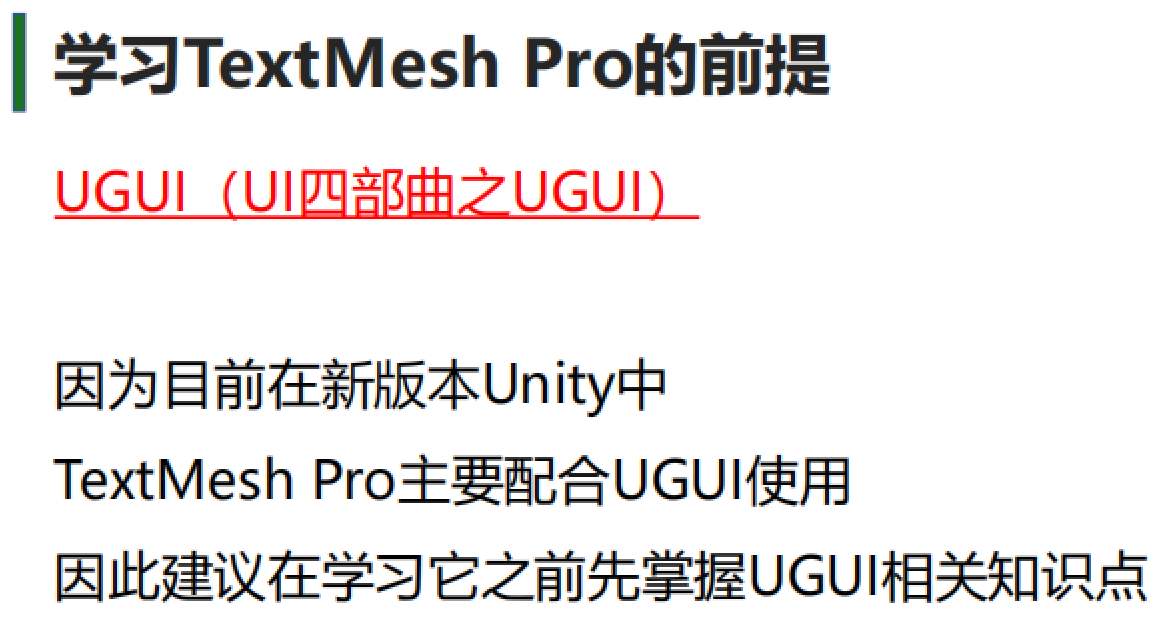 学习TextMesh Pro的前提
UGUI（UI四部曲之UGUI）
因为目前在新版本Unity中
TextMesh Pro主要配合UGUI使用
因此建议在学习它之前先掌握UGUI相关知识点